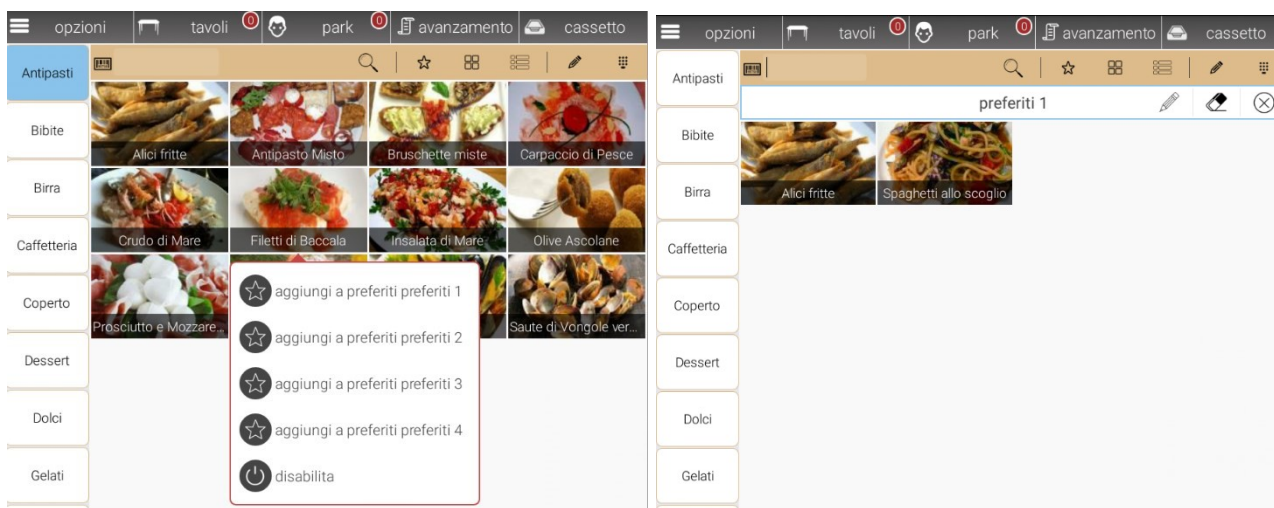 opzioni
tavoli
0
park
0
avanzamento
cassetto
Antipasti
Bibite
Birra
Caffetteria
Coperto
Dessert
Dolci
Gelati
Alici fritte
Antipasto Misto
Bruschette miste
Carpaccio di Pesce
Crudo di Mare
Filetti di Baccala
Insalata di Mare
Olive Ascolane
Prosciutto e Mozzare...
Saute di Vongole ver...
aggiungi a preferiti preferiti 1
aggiungi a preferiti preferiti 2
aggiungi a preferiti preferiti 3
aggiungi a preferiti preferiti 4
disabilita
opzioni
tavoli
0
park
0
avanzamento
cassetto
preferiti 1
Antipasti
Bibite
Birra
Caffetteria
Coperto
Dessert
Dolci
Gelati
Alici fritte
Spaghetti allo scoglio